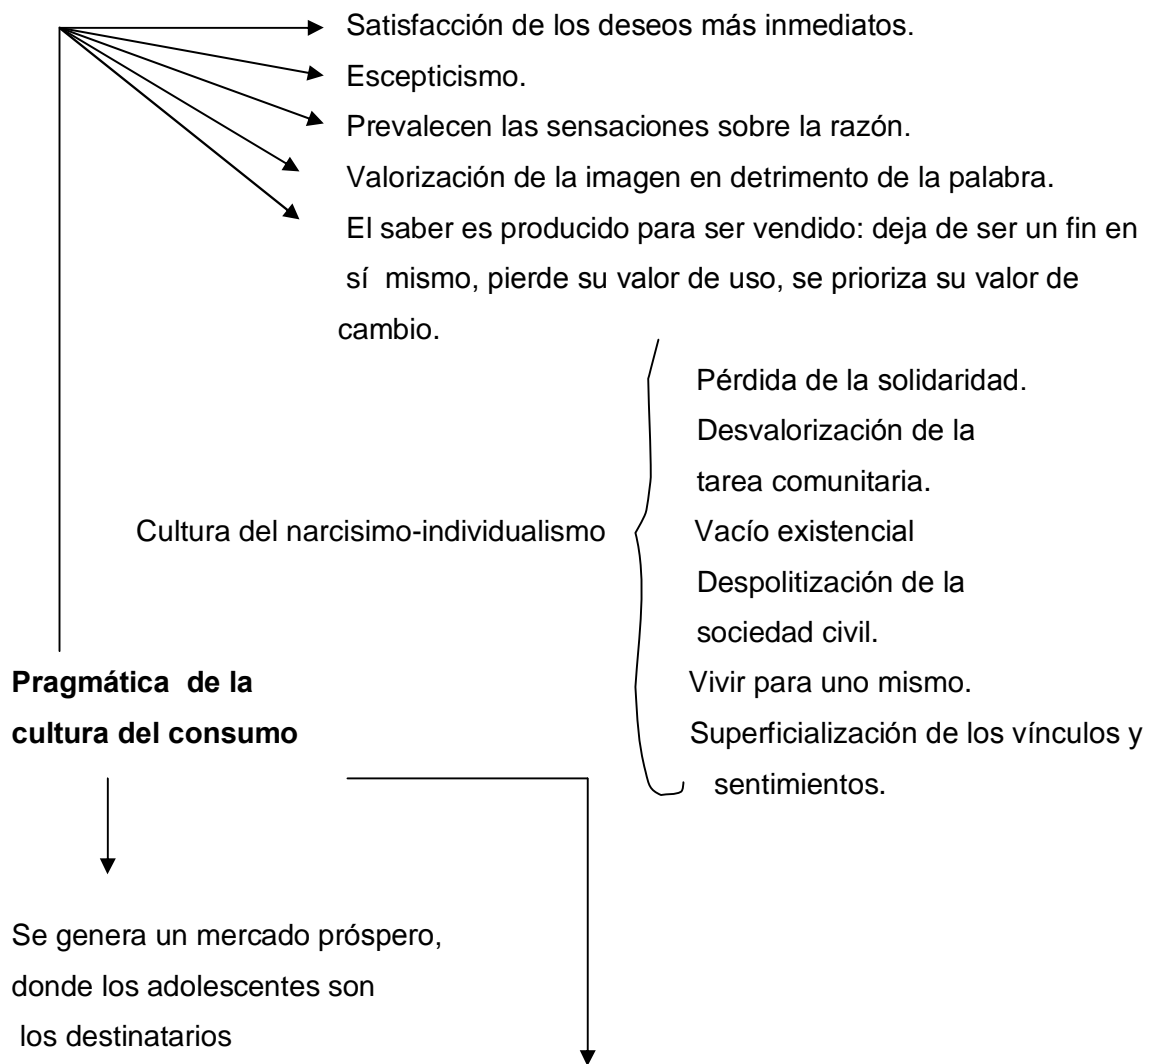 Satisfacción de los deseos más inmediatos.
Escepticismo.
Prevalecen las sensaciones sobre la razón.
Valorización de la imagen en detrimento de la palabra.
El saber es producido para ser vendido: deja de ser un fin en
sí mismo, pierde su valor de uso, se prioriza su valor de
cambio.
Cultura del narcisimo-individualismo
Pérdida de la solidaridad.
Desvalorización de la
tarea comunitaria.
Vacío existencial
Despolitización de la
sociedad civil.
Vivir para uno mismo.
Superficialización de los vínculos y
sentimientos.
Pragmática de la
cultura del consumo
Se genera un mercado próspero,
donde los adolescentes son
los destinatarios